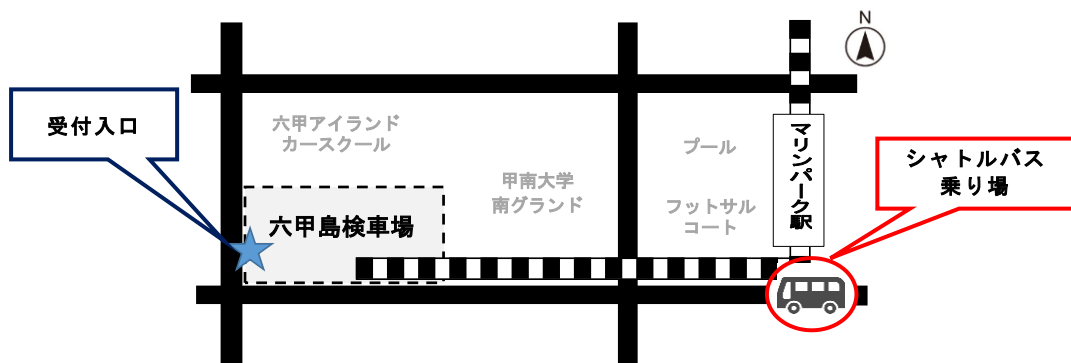 N
受付入口
六甲アイランド
カースクール
プール
マリンパーク駅
シャトルバス
乗り場
甲南大学
南グランド
フットサル
コート
六甲島検車場